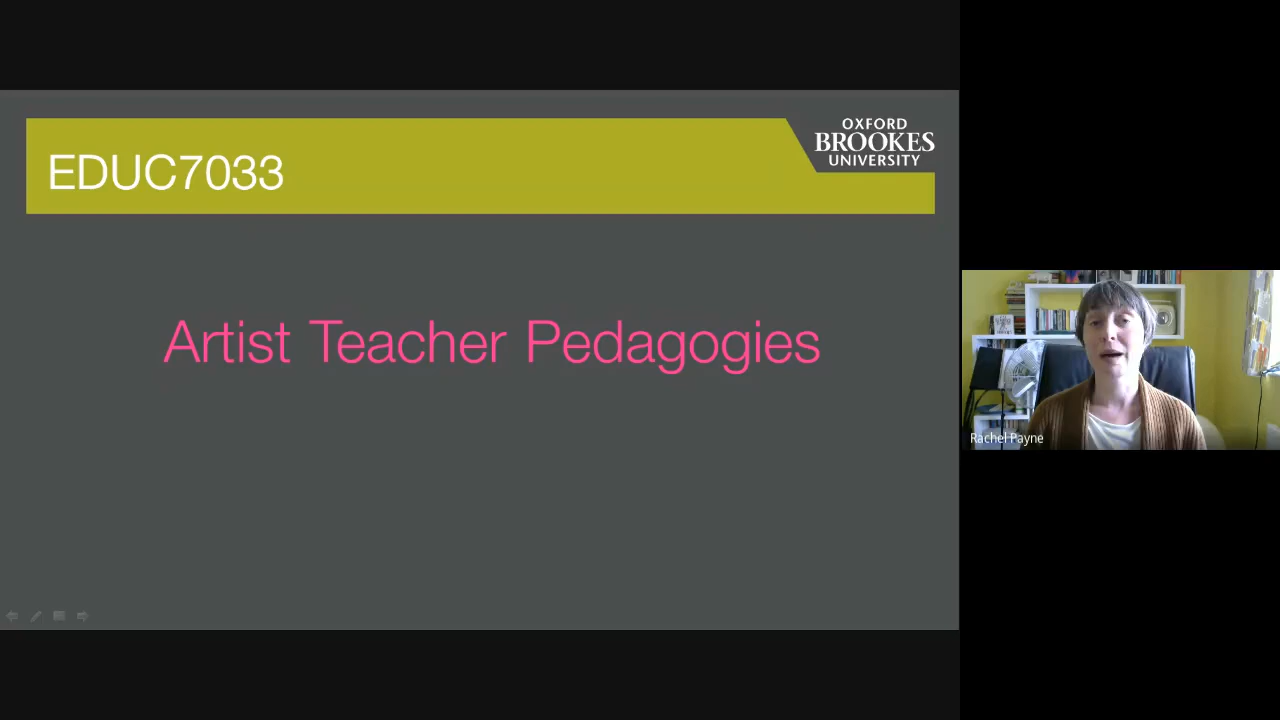 EDUC7033
OXFORD
BROOKES
UNIVERSITY
Artist Teacher Pedagogies
Rachel Payne